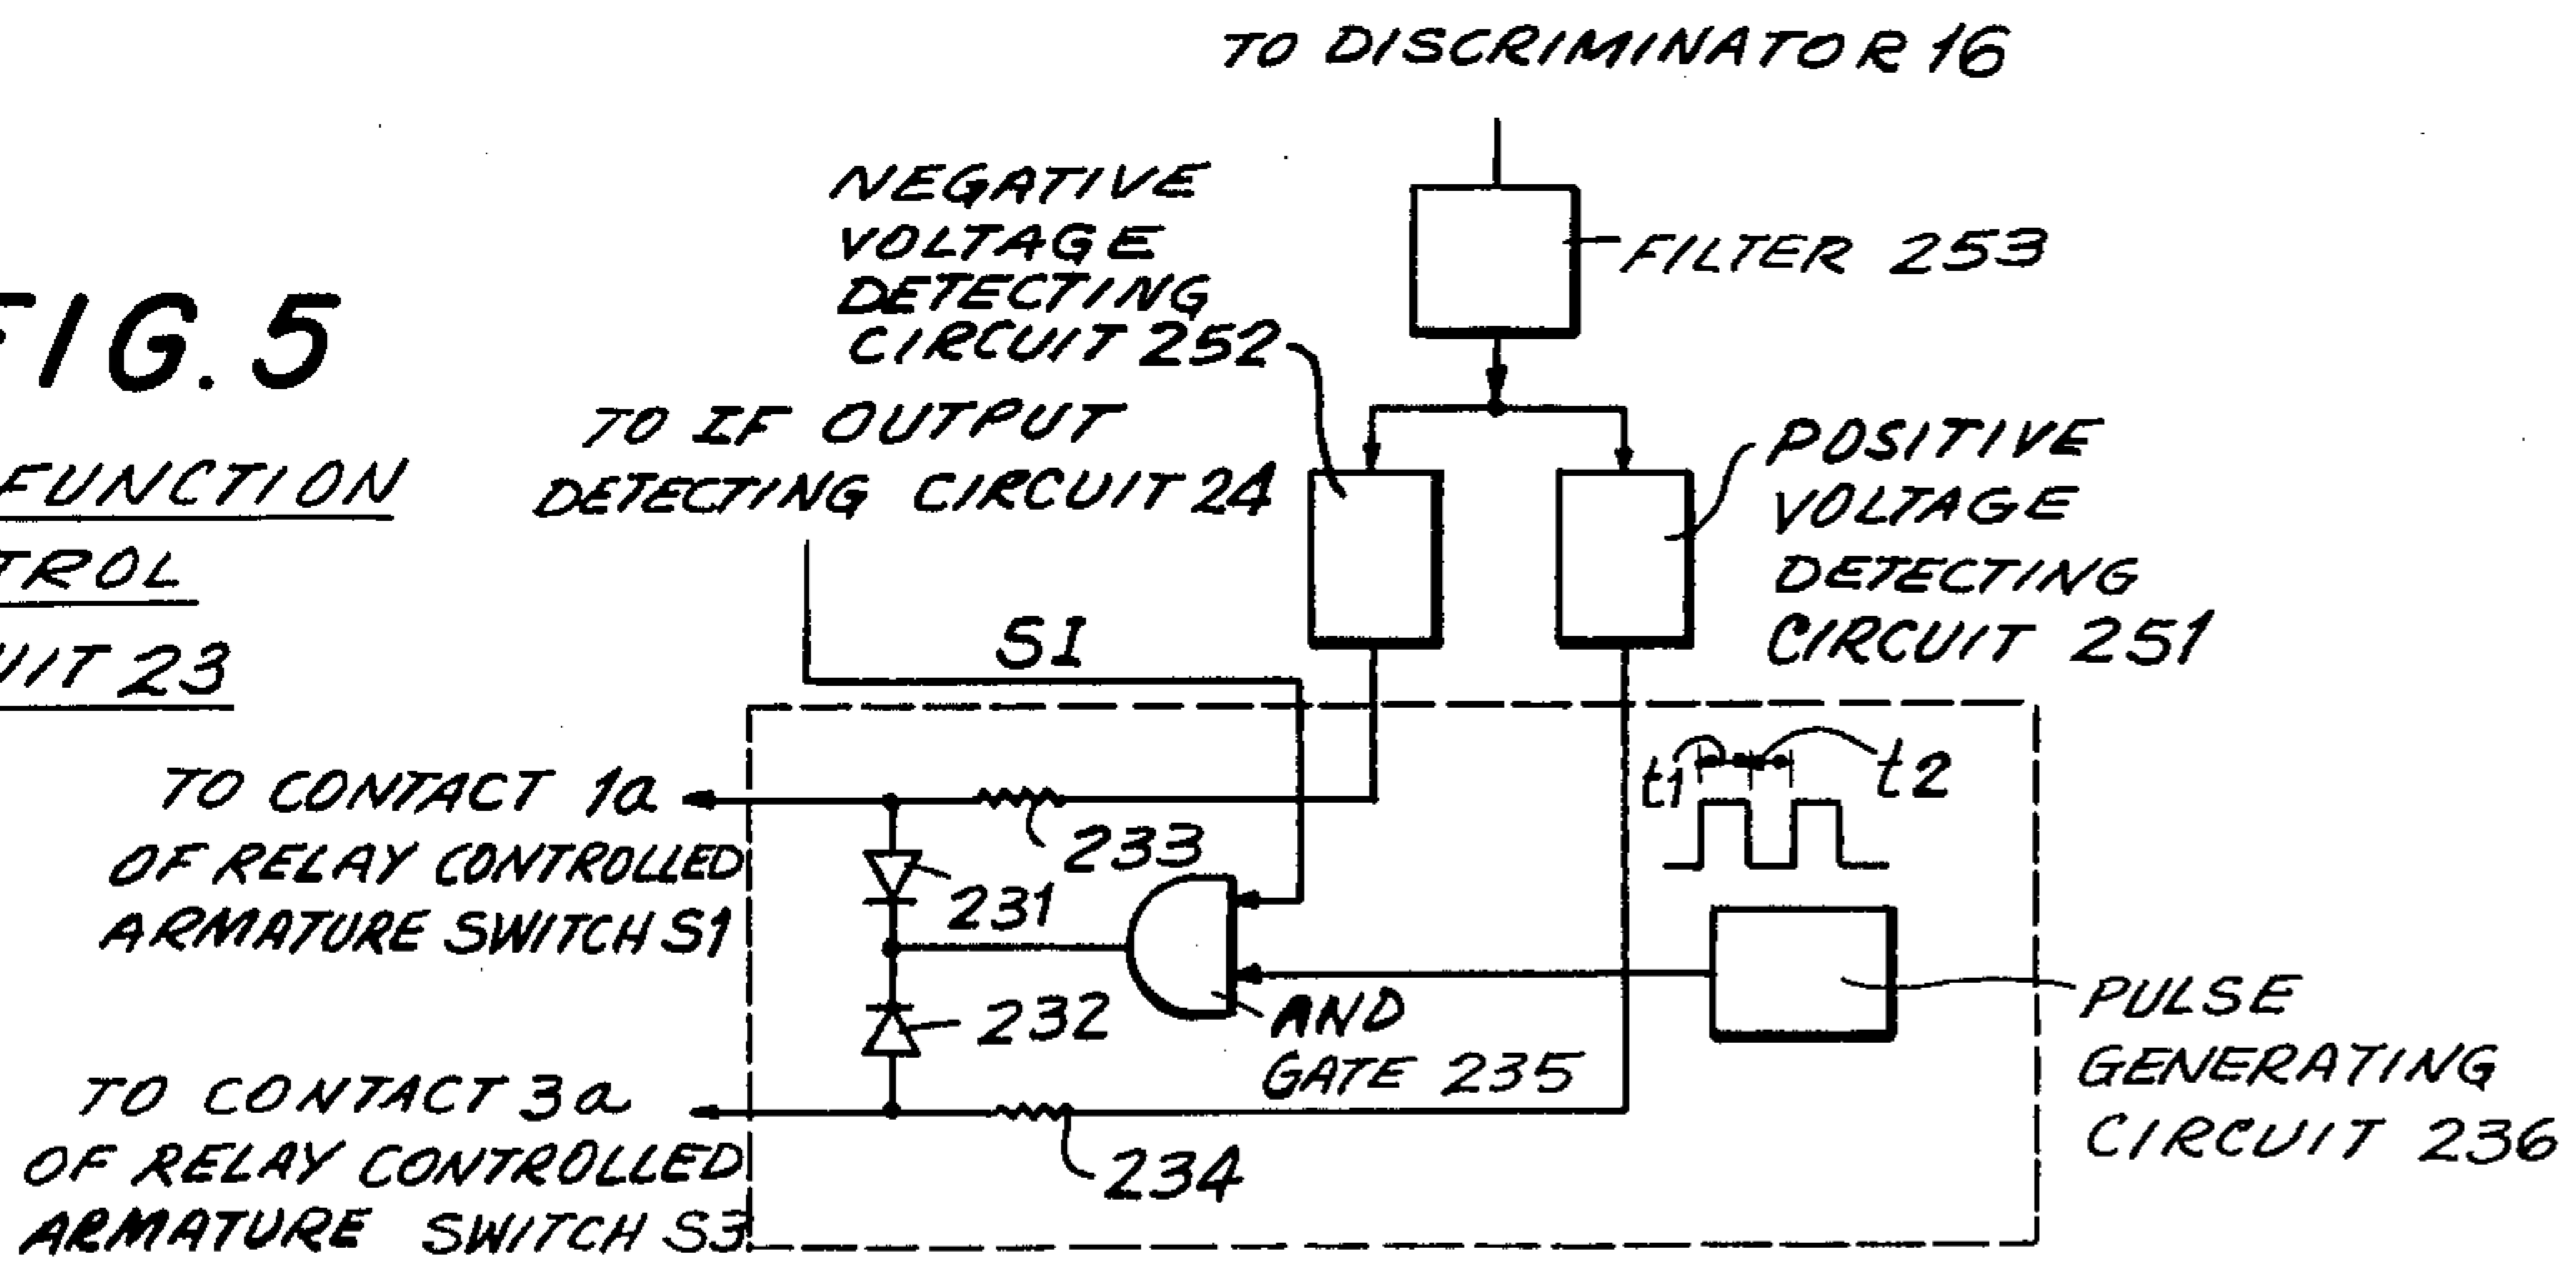 TO DISCRIMINATOR 16
NEGATIVE
VOLTAGE
DETECTING
CIRCUIT 252
FILTER 253
FIG. 5
FUNCTION
TROL
UIT 23
TO IF OUTPUT
DETECTING CIRCUIT 24
POSITIVE
VOLTAGE
DETECTING
CIRCUIT 251
SI
t1
t2
TO CONTACT 1a
OF RELAY CONTROLLED
ARMATURE SWITCH S1
233
231
232
AND
GATE 235
PULSE
GENERATING
CIRCUIT 236
TO CONTACT 3a
OF RELAY CONTROLLED
ARMATURE SWITCH S3
234